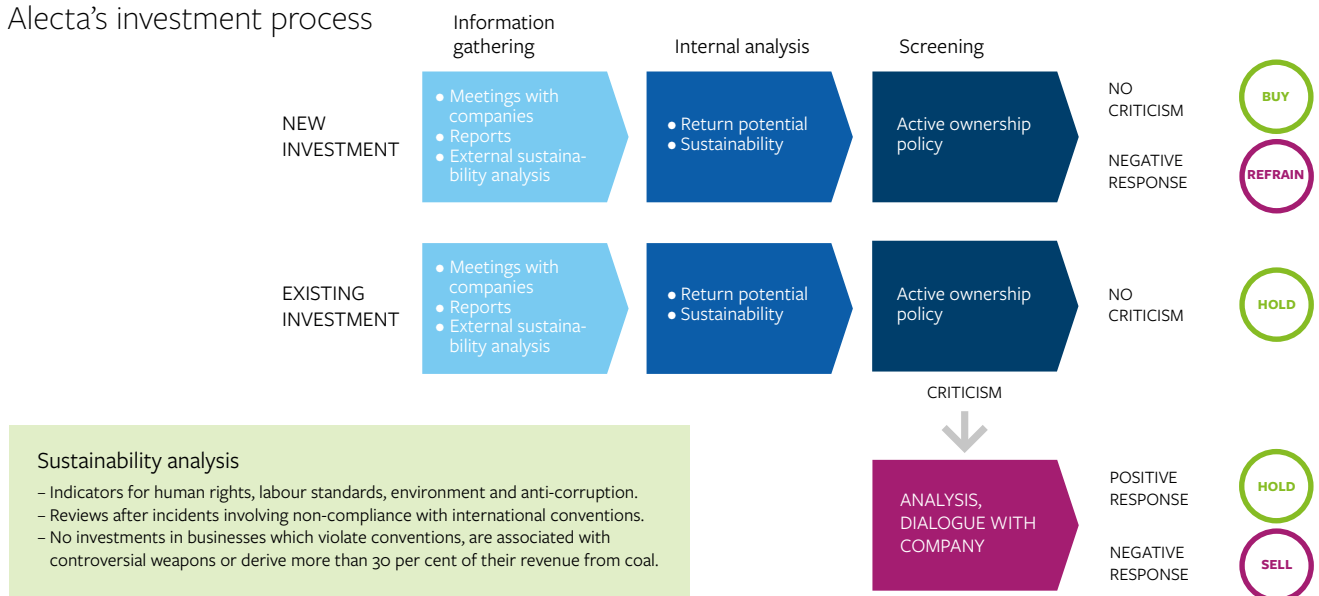 Alecta's investment process
Information
gathering
Internal analysis
Screening
NEW
INVESTMENT
● Meetings with
companies
● Reports
● External sustaina-
bility analysis
● Return potential
● Sustainability
Active ownership
policy
NO
CRITICISM
BUY
NEGATIVE
RESPONSE
REFRAIN
EXISTING
INVESTMENT
● Meetings with
companies
● Reports
● External sustaina-
bility analysis
● Return potential
● Sustainability
Active ownership
policy
NO
CRITICISM
HOLD
CRITICISM
Sustainability analysis
– Indicators for human rights, labour standards, environment and anti-corruption.
– Reviews after incidents involving non-compliance with international conventions.
– No investments in businesses which violate conventions, are associated with
controversial weapons or derive more than 30 per cent of their revenue from coal.
ANALYSIS,
DIALOGUE WITH
COMPANY
POSITIVE
RESPONSE
HOLD
NEGATIVE
RESPONSE
SELL